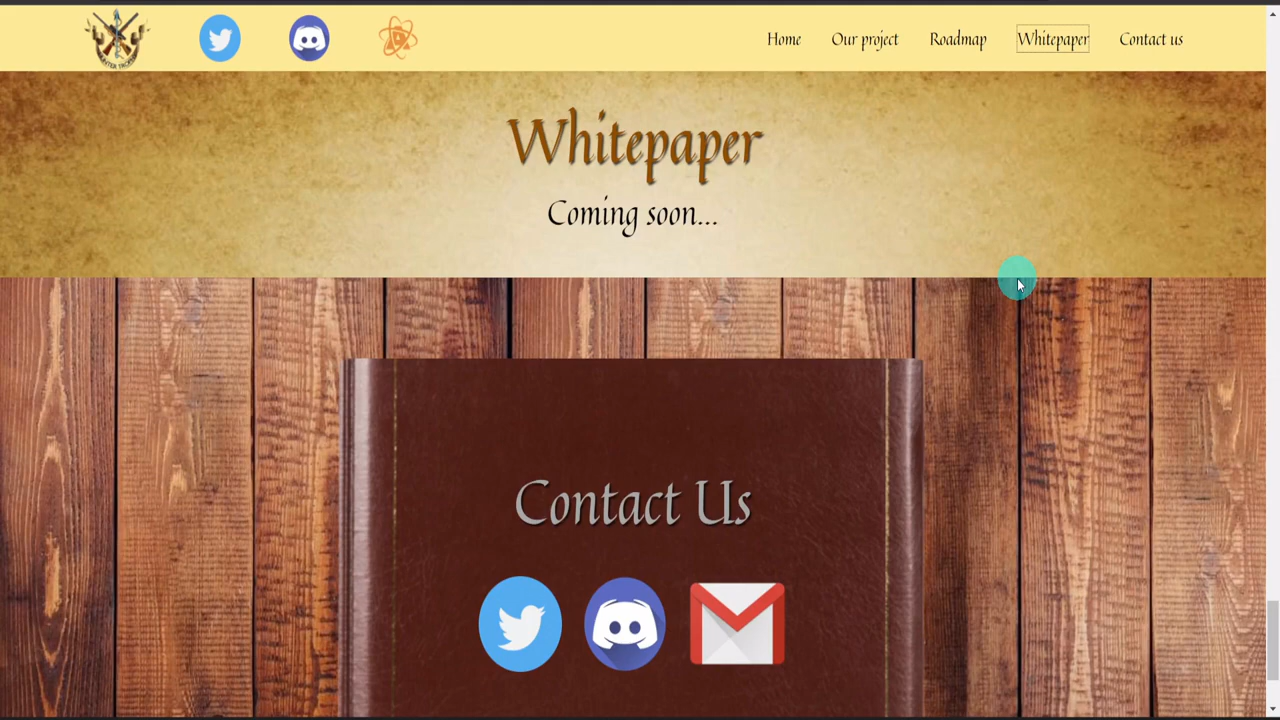 Home
Our project
Roadmap
Whitepaper
Contact us
Whitepaper
Coming soon...
Contact Us